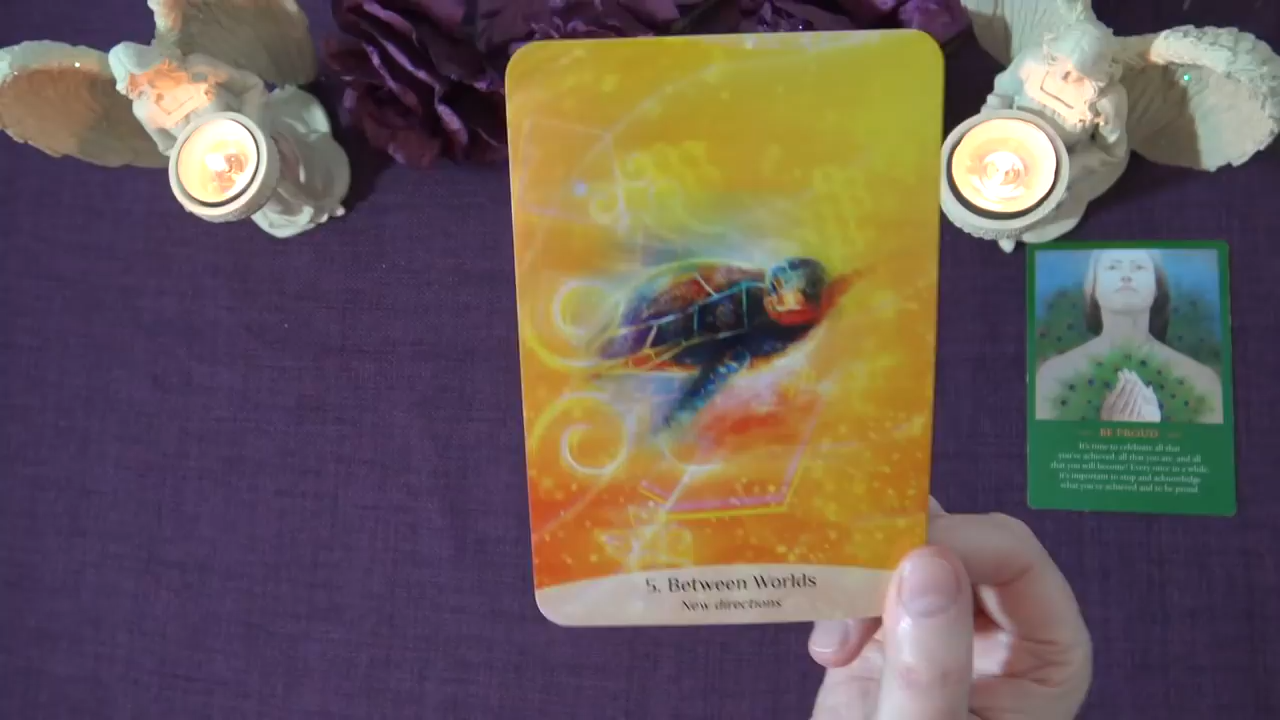 5. Between Worlds
New directions
BE PROUD
It's time to celebrate all that
you've achieved, all that you are, and all
that you will become! Every once in a while,
it's important to stop and acknowledge
what you've achieved and to be proud.